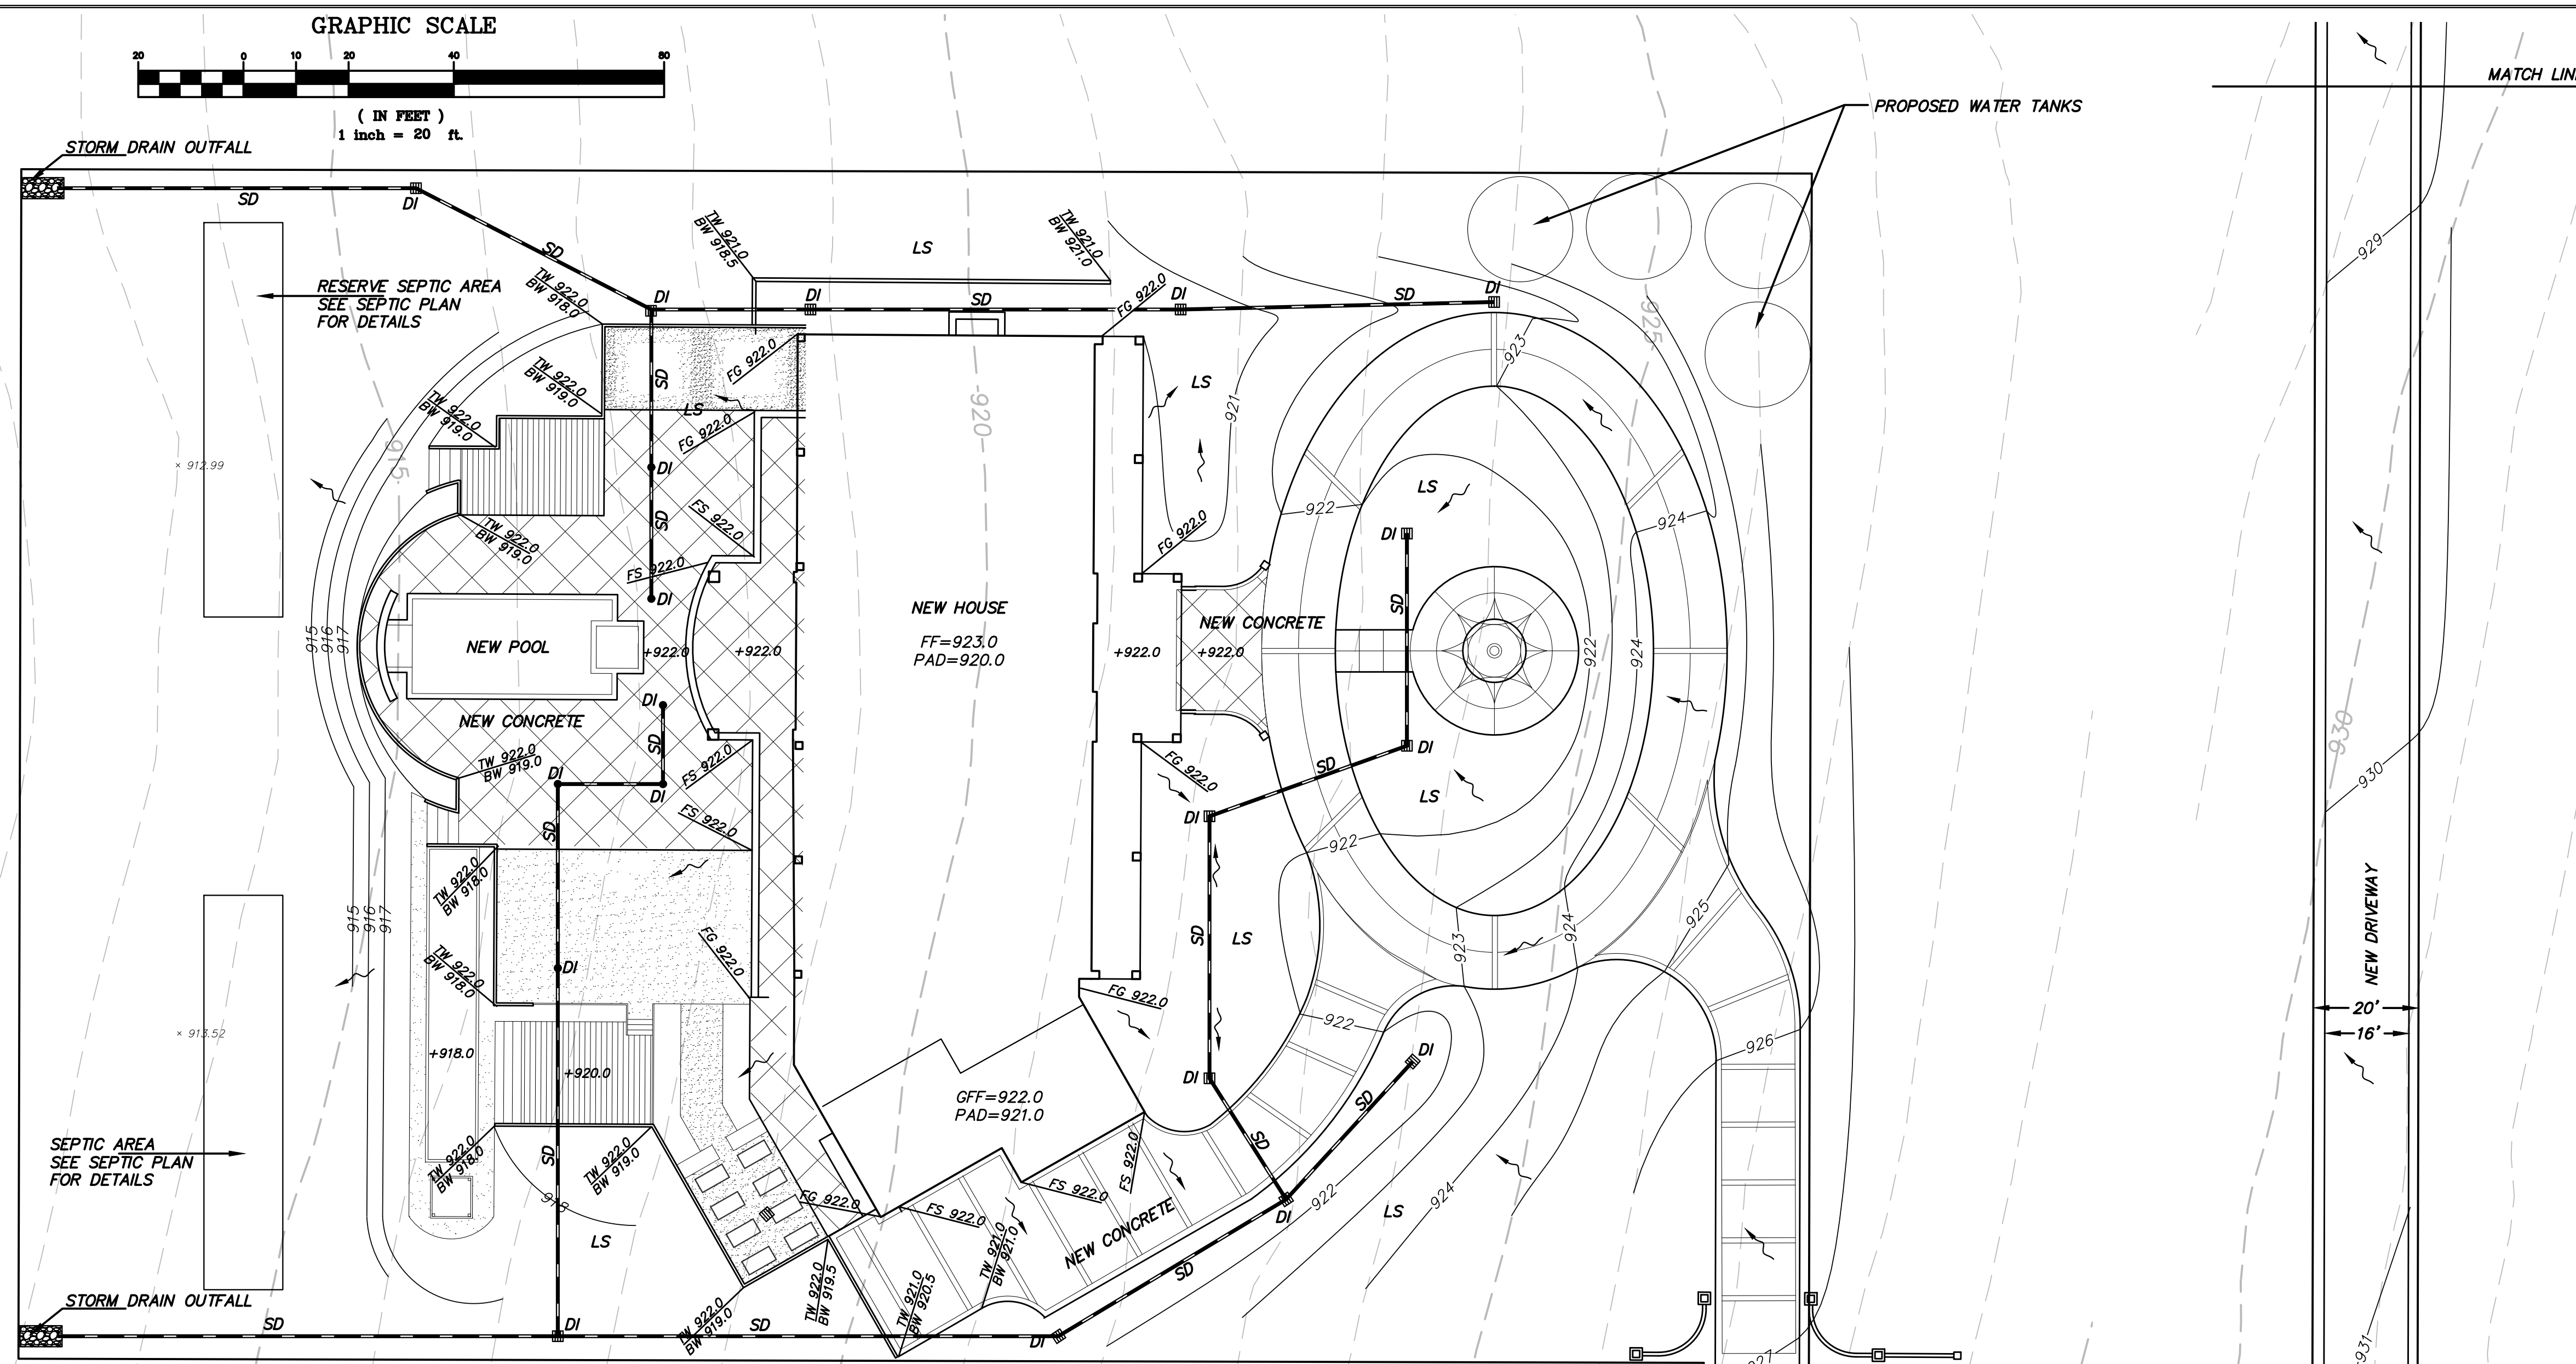 GRAPHIC SCALE
20 0 10 20 40 80
( IN FEET )
1 inch = 20 ft.
MATCH LIN
PROPOSED WATER TANKS
STORM DRAIN OUTFALL
SD
DI
SD
TW 921.0
BW 918.5
LS
TW 921.0
BW 921.0
929
RESERVE SEPTIC AREA
SEE SEPTIC PLAN
FOR DETAILS
TW 922.0
BW 918.0
DI
DI
SD
DI
FG 922.0
SD
DI
925
923
TW 922.0
BW 919.0
SD
FG 922.0
LS
921
TW 922.0
BW 919.0
LS
FG 922.0
920
915
× 912.99
DI
LS
922
924
SD
FS 922.0
TW 922.0
BW 919.0
FG 922.0
DI
FS 922.0
DI
SD
915
916
917
NEW POOL
+922.0
+922.0
NEW HOUSE
FF=923.0
PAD=920.0
+922.0
NEW CONCRETE
+922.0
922
924
NEW CONCRETE
DI
SD
FS 922.0
TW 922.0
BW 919.0
DI
DI
FG 922.0
SD
DI
930
930
SD
FS 922.0
DI
LS
922
TW 922.0
BW 918.0
915
916
917
TW 922.0
BW 918.0
DI
FG 922.0
SD
LS
923
924
925
NEW DRIVEWAY
20'
16'
FG 922.0
922
926
× 913.52
+918.0
+920.0
GFF=922.0
PAD=921.0
DI
DI
SD
SEPTIC AREA
SEE SEPTIC PLAN
FOR DETAILS
TW 922.0
BW 918.0
SD
TW 922.0
BW 919.0
918
LS
FG 922.0
FS 922.0
FS 922.0
FS 922.0
SD
DI
922
924
LS
NEW CONCRETE
TW 921.0
BW 921.0
TW 922.0
BW 919.5
TW 921.0
BW 920.5
SD
STORM DRAIN OUTFALL
SD
DI
SD
TW 922.0
BW 919.0
DI
927
931